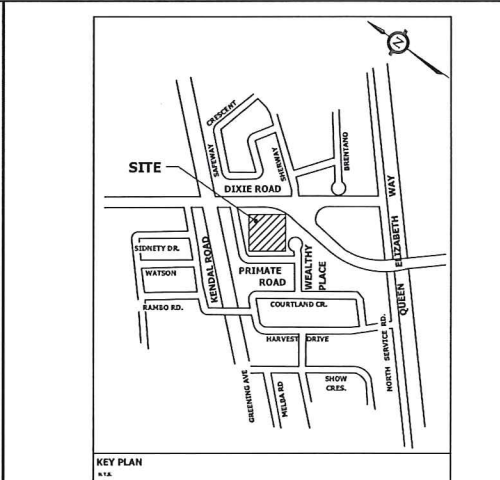 N
CRESCENT
SAFEWAY
SHERWAY
BRENTANO
SITE
DIXIE ROAD
QUEEN ELIZABETH WAY
SIDNETY DR.
WATSON
RAMBO RD.
KENDAL ROAD
PRIMATE
ROAD
WEALTHY
PLACE
COURTLAND CR.
HARVEST DRIVE
NORTH SERVICE RD.
GREENING AVE
MELBA RD
SHOW
CRES.
KEY PLAN
N.T.S.